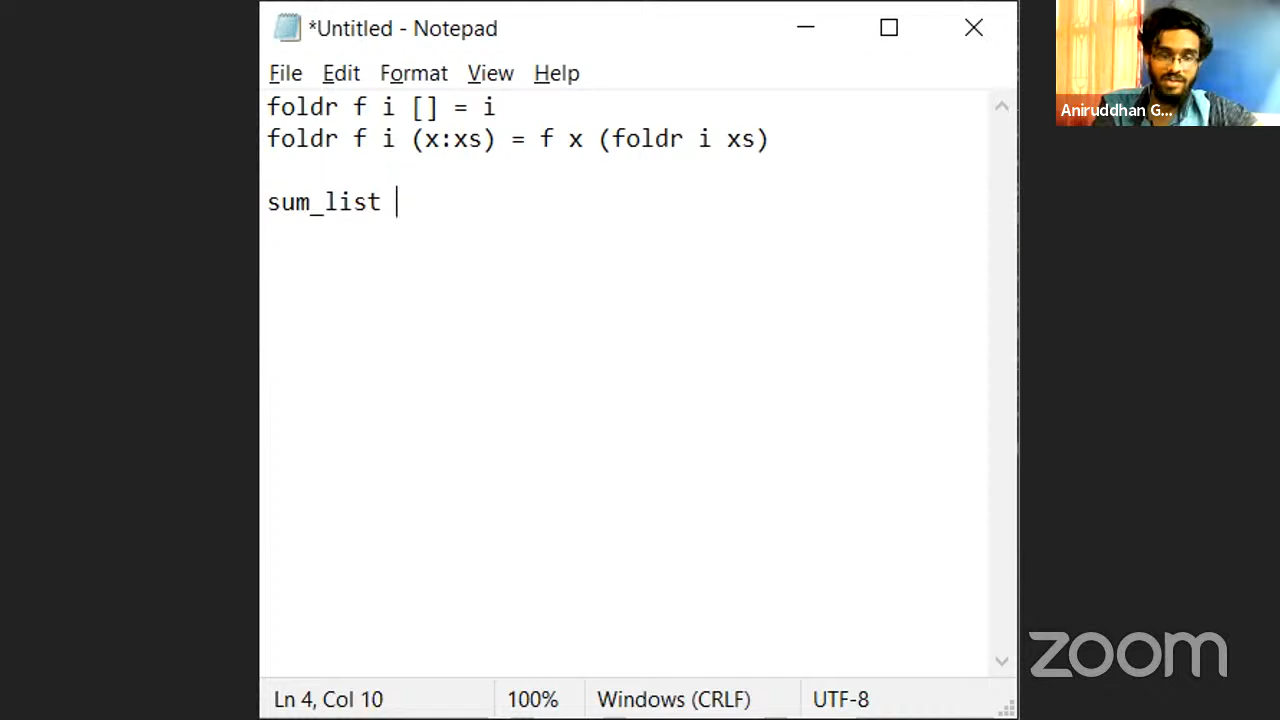 *Untitled - Notepad
File Edit Format View Help
foldr f i [] = i
foldr f i (x:xs) = f x (foldr i xs)
sum_list
Ln 4, Col 10 100% Windows (CRLF) UTF-8
Aniruddhan G...
zoom